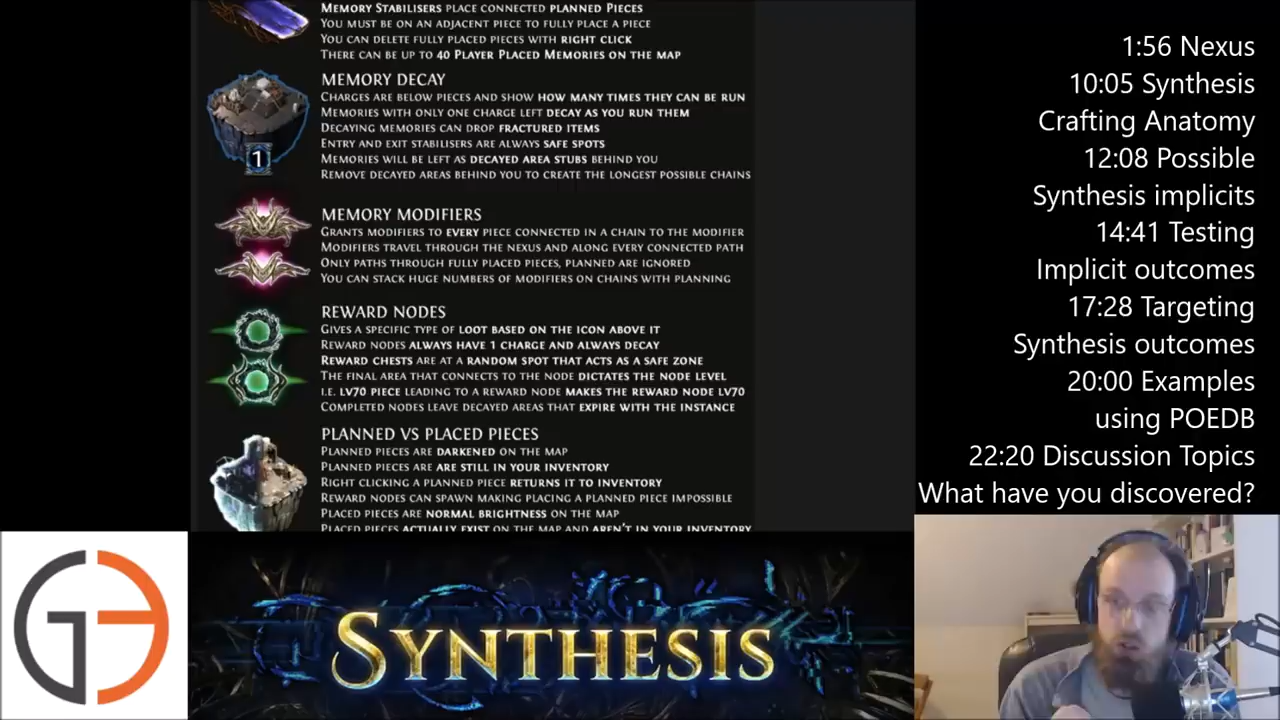 Memory Stabilisers place connected planned Pieces
You must be on an adjacent piece to fully place a piece
You can delete fully placed pieces with right click
There can be up to 40 Player Placed Memories on the map
Memory Decay
Charges are below pieces and show how many times they can be run
Memories with only one charge left decay as you run them
Decaying memories can drop fractured items
Entry and exit stabilisers are always safe spots
Memories will be left as decayed area stubs behind you
Remove decayed areas behind you to create the longest possible chains
1
Memory Modifiers
Grants modifiers to every piece connected in a chain to the modifier
Modifiers travel through the Nexus and along every connected path
Only paths through fully placed pieces, planned are ignored
You can stack huge numbers of modifiers on chains with planning
Reward Nodes
Gives a specific type of loot based on the icon above it
Reward nodes always have 1 charge and always decay
Reward chests are at a random spot that acts as a safe zone
The final area that connects to the node dictates the node level
i.e. lv70 piece leading to a reward node makes the reward node lv70
Completed nodes leave decayed areas that expire with the instance
Planned vs Placed Pieces
Planned pieces are darkened on the map
Planned pieces are are still in your inventory
Right clicking a planned piece returns it to inventory
Reward nodes can spawn making placing a planned piece impossible
Placed pieces are normal brightness on the map
Placed pieces actually exist on the map and aren't in your inventory
1:56 Nexus
10:05 Synthesis
Crafting Anatomy
12:08 Possible
Synthesis implicits
14:41 Testing
Implicit outcomes
17:28 Targeting
Synthesis outcomes
20:00 Examples
using POEDB
22:20 Discussion Topics
What have you discovered?
G3
Synthesis